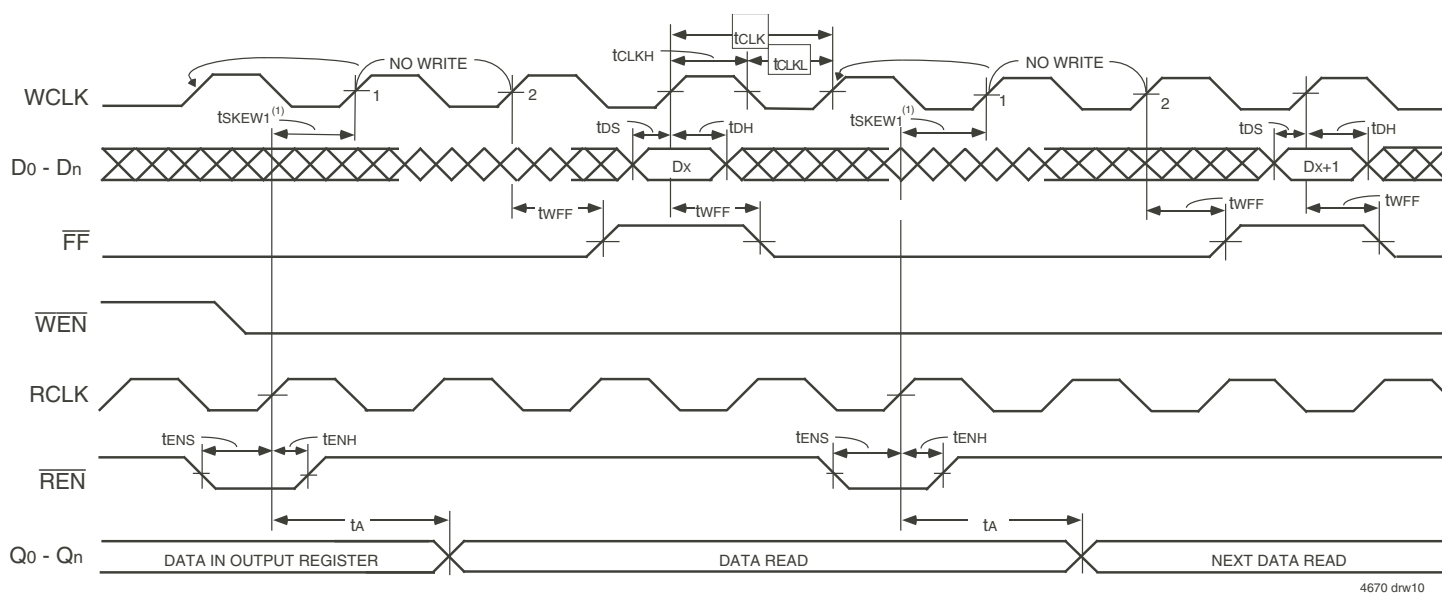 tCLK
tCLKH
tCLKL
NO WRITE
NO WRITE
WCLK
1
2
1
2
tSKEW1(1)
tDS
tDH
tSKEW1(1)
tDS
tDH
D0 - Dn
DX
DX+1
tWFF
tWFF
tWFF
tWFF
FF
WEN
RCLK
tENS
tENH
tENS
tENH
REN
tA
tA
Q0 - Qn
DATA IN OUTPUT REGISTER
DATA READ
NEXT DATA READ
4670 drw10